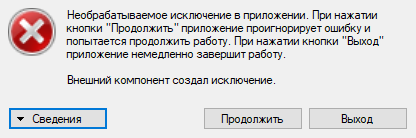 Необрабатываемое исключение в приложении. При нажатии
кнопки "Продолжить" приложение проигнорирует ошибку и
попытается продолжить работу. При нажатии кнопки "Выход"
приложение немедленно завершит работу.
Внешний компонент создал исключение.
Сведения Продолжить Выход